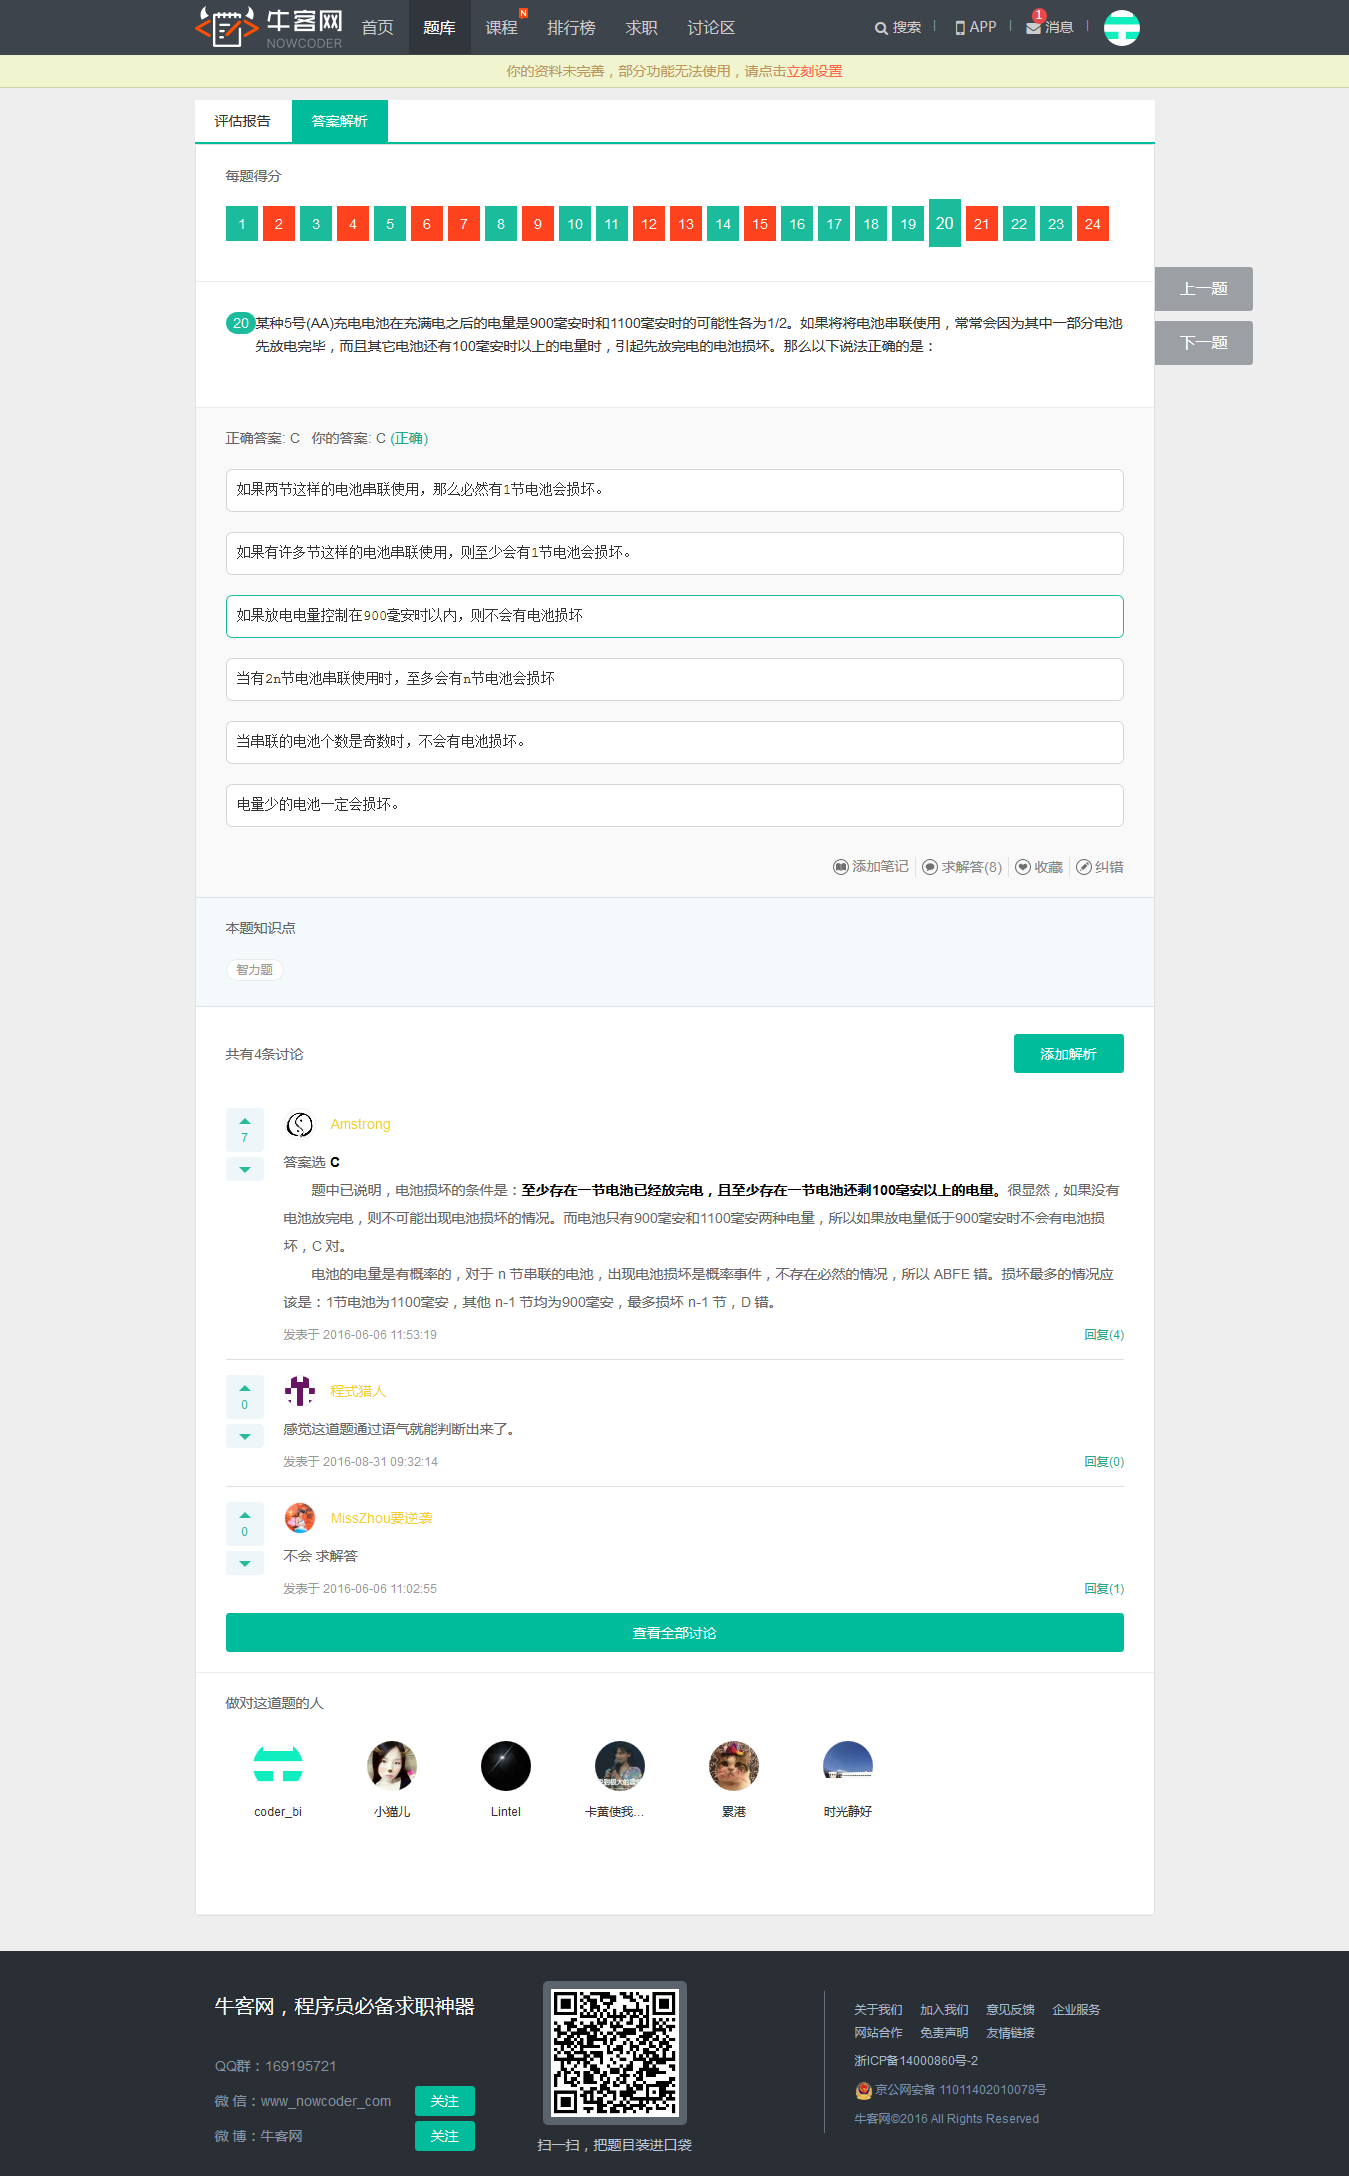 牛客网
NOWCODER
首页 题库 课程 N 排行榜 求职 讨论区 搜索 APP 1 消息
你的资料未完善，部分功能无法使用，请点击立刻设置
评估报告 答案解析
每题得分
1 2 3 4 5 6 7 8 9 10 11 12 13 14 15 16 17 18 19 20 21 22 23 24
上一题
下一题
20 某种5号(AA)充电电池在充满电之后的电量是900毫安时和1100毫安时的可能性各为1/2。如果将将电池串联使用，常常会因为其中一部分电池
先放电完毕，而且其它电池还有100毫安时以上的电量时，引起先放完电的电池损坏。那么以下说法正确的是：
正确答案: C 你的答案: C (正确)
如果两节这样的电池串联使用，那么必然有1节电池会损坏。
如果有许多节这样的电池串联使用，则至少会有1节电池会损坏。
如果放电电量控制在900毫安时以内，则不会有电池损坏
当有2n节电池串联使用时，至多会有n节电池会损坏
当串联的电池个数是奇数时，不会有电池损坏。
电量少的电池一定会损坏。
添加笔记 求解答(8) 收藏 纠错
本题知识点
智力题
共有4条讨论 添加解析
7
Amstrong
答案选 C
题中已说明，电池损坏的条件是：至少存在一节电池已经放完电，且至少存在一节电池还剩100毫安以上的电量。很显然，如果没有
电池放完电，则不可能出现电池损坏的情况。而电池只有900毫安和1100毫安两种电量，所以如果放电量低于900毫安时不会有电池损
坏，C 对。
电池的电量是有概率的，对于 n 节串联的电池，出现电池损坏是概率事件，不存在必然的情况，所以 ABFE 错。损坏最多的情况应
该是：1节电池为1100毫安，其他 n-1 节均为900毫安，最多损坏 n-1 节，D 错。
发表于 2016-06-06 11:53:19 回复(4)
0
程式猎人
感觉这道题通过语气就能判断出来了。
发表于 2016-08-31 09:32:14 回复(0)
0
MissZhou要逆袭
不会 求解答
发表于 2016-06-06 11:02:55 回复(1)
查看全部讨论
做对这道题的人
coder_bi 小猫儿 Lintel 卡黄使我... 累港 时光静好
牛客网，程序员必备求职神器
QQ群：169195721
微 信：www_nowcoder_com 关注
微 博：牛客网 关注
扫一扫，把题目装进口袋
关于我们 加入我们 意见反馈 企业服务
网站合作 免责声明 友情链接
浙ICP备14000860号-2
京公网安备 11011402010078号
牛客网©2016 All Rights Reserved